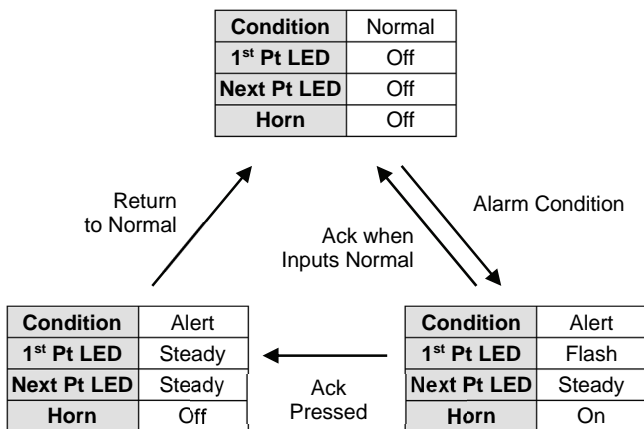 Condition Normal
1st Pt LED Off
Next Pt LED Off
Horn Off
Return
to Normal
Ack when
Inputs Normal
Alarm Condition
Condition Alert
1st Pt LED Steady
Next Pt LED Steady
Horn Off
Ack
Pressed
Condition Alert
1st Pt LED Flash
Next Pt LED Steady
Horn On